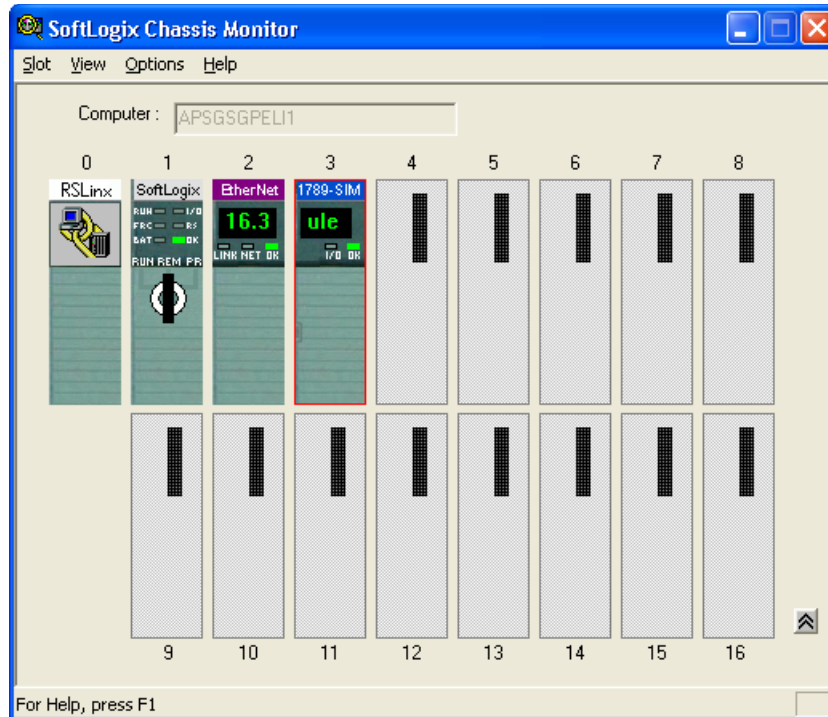 SoftLogix Chassis Monitor
Slot View Options Help
Computer : APSGSGPELI1
0 1 2 3 4 5 6 7 8
RSLinx SoftLogix EtherNet 1789-SIM
RUN I/O
FRC RS
BAT OK
RUN REM PR
16.3
LINK NET OK
ule
I/O OK
9 10 11 12 13 14 15 16
For Help, press F1